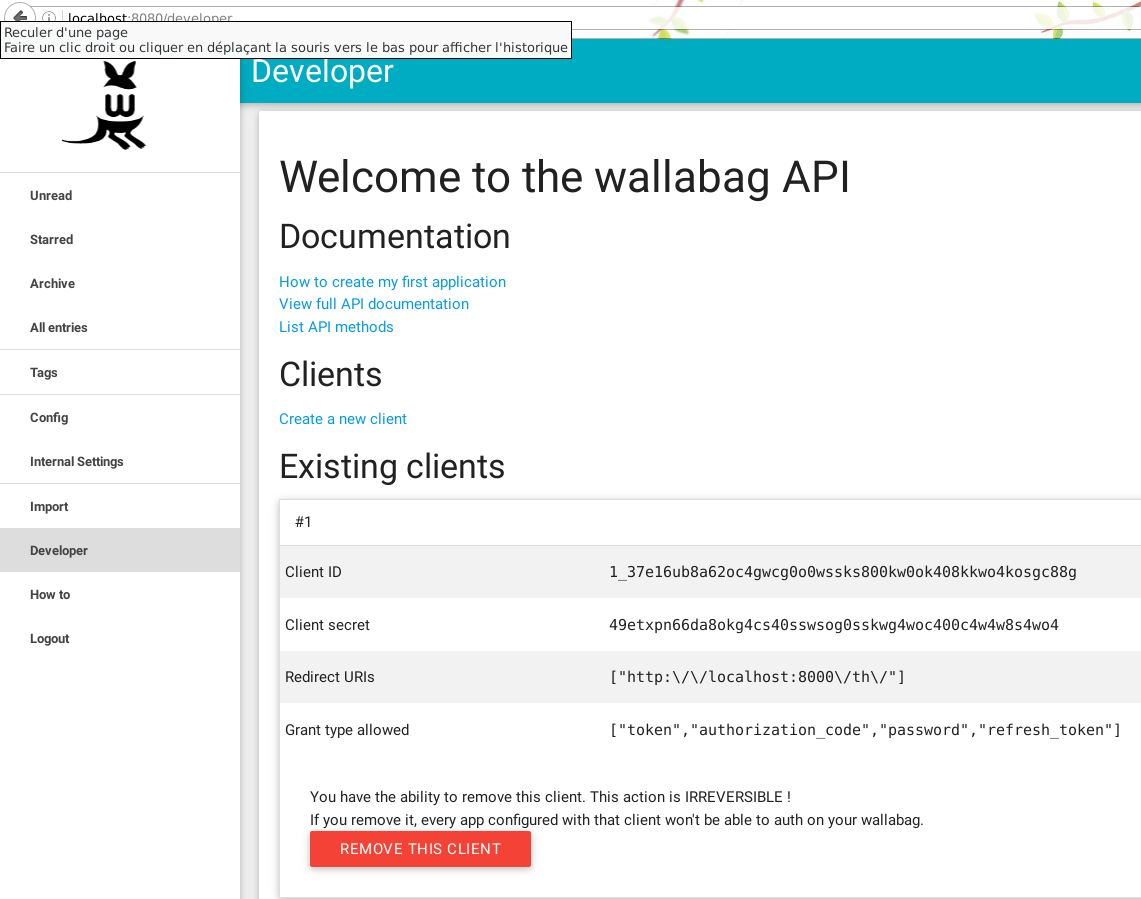 localhost:8080/developer
Reculer d'une page
Faire un clic droit ou cliquer en déplaçant la souris vers le bas pour afficher l'historique
Developer
w
Unread
Starred
Archive
All entries
Tags
Config
Internal Settings
Import
Developer
How to
Logout
Welcome to the wallabag API
Documentation
How to create my first application
View full API documentation
List API methods
Clients
Create a new client
Existing clients
#1
Client ID 1_37e16ub8a62oc4gwcg0o0wssks800kw0ok408kkwo4kosgc88g
Client secret 49etxpn66da8okg4cs40sswsog0sskwg4woc400c4w4w8s4wo4
Redirect URIs ["http:\/\/localhost:8000\/th\/"]
Grant type allowed ["token","authorization_code","password","refresh_token"]
You have the ability to remove this client. This action is IRREVERSIBLE !
If you remove it, every app configured with that client won't be able to auth on your wallabag.
REMOVE THIS CLIENT